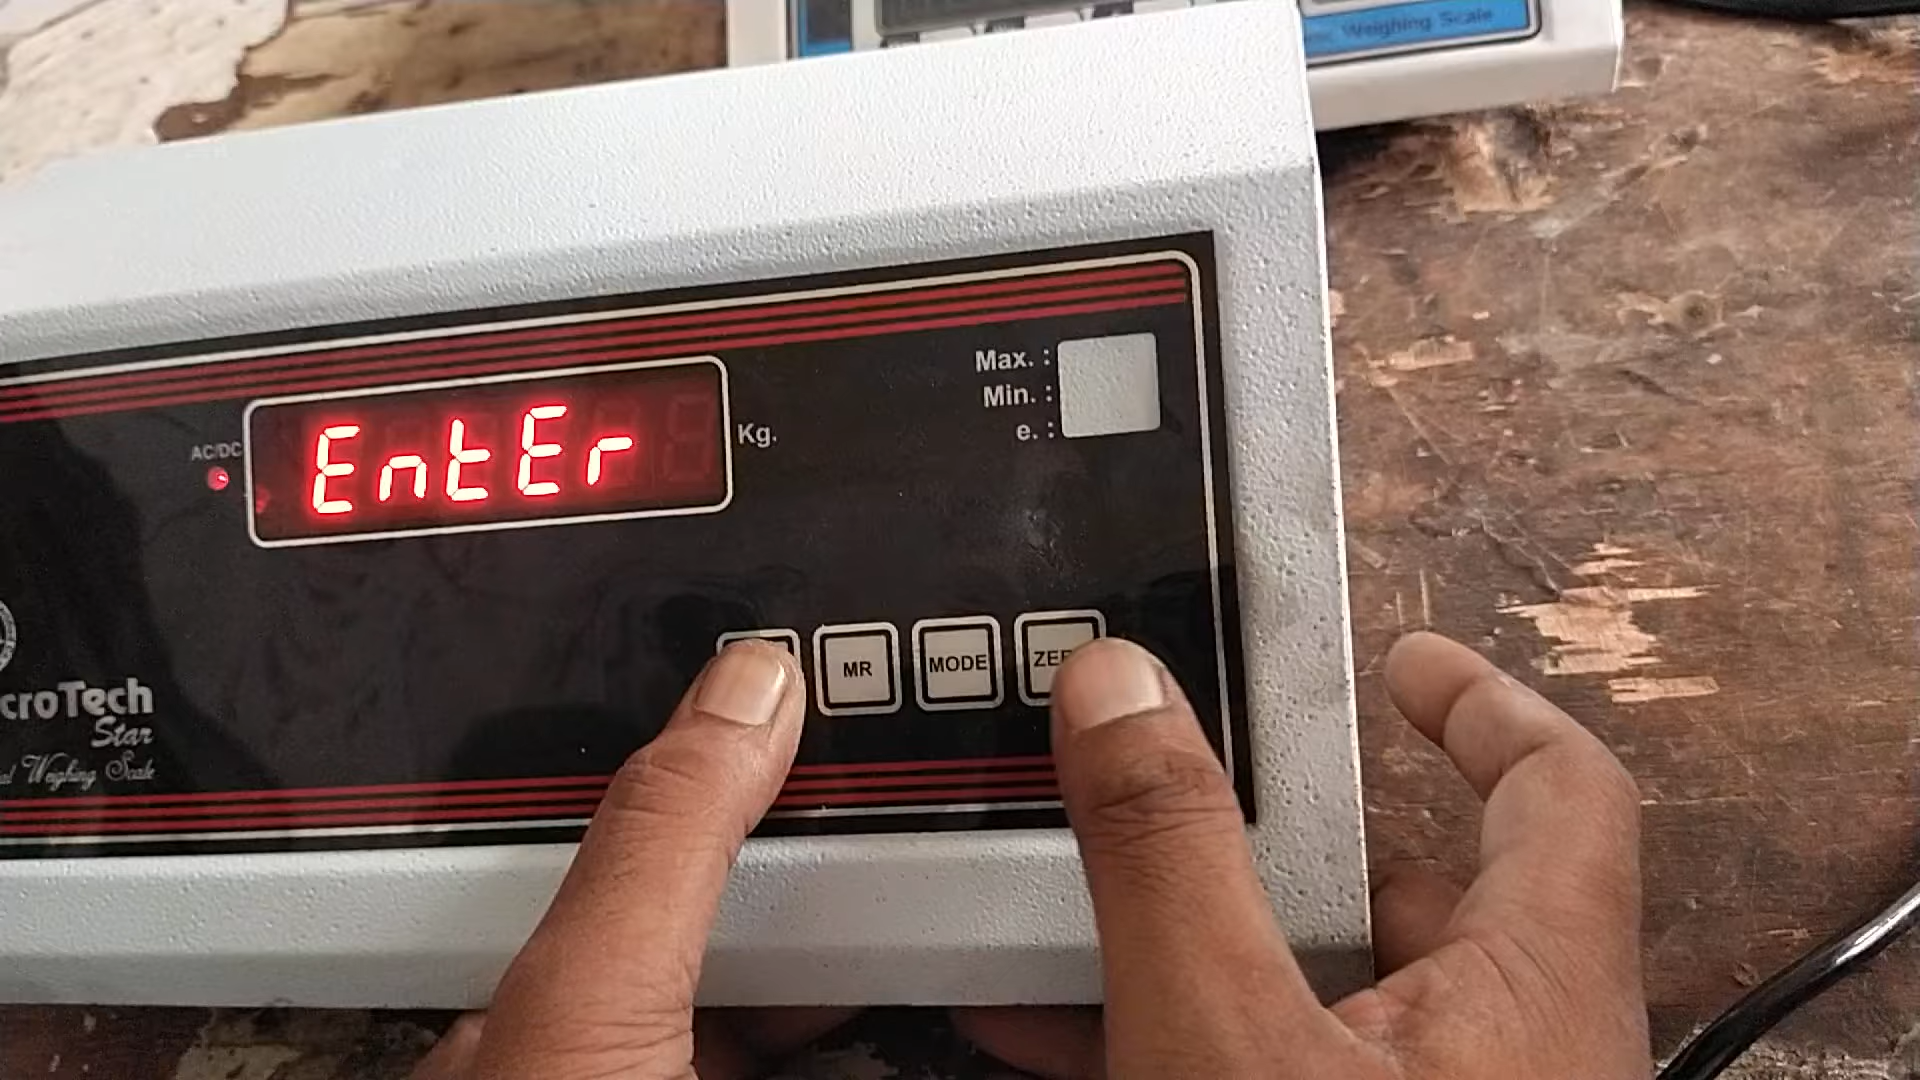 Weighing Scale
Max. :
Min. :
e. :
AC/DC
EntEr
Kg.
MR
MODE
croTech
Star
Weighing Scale